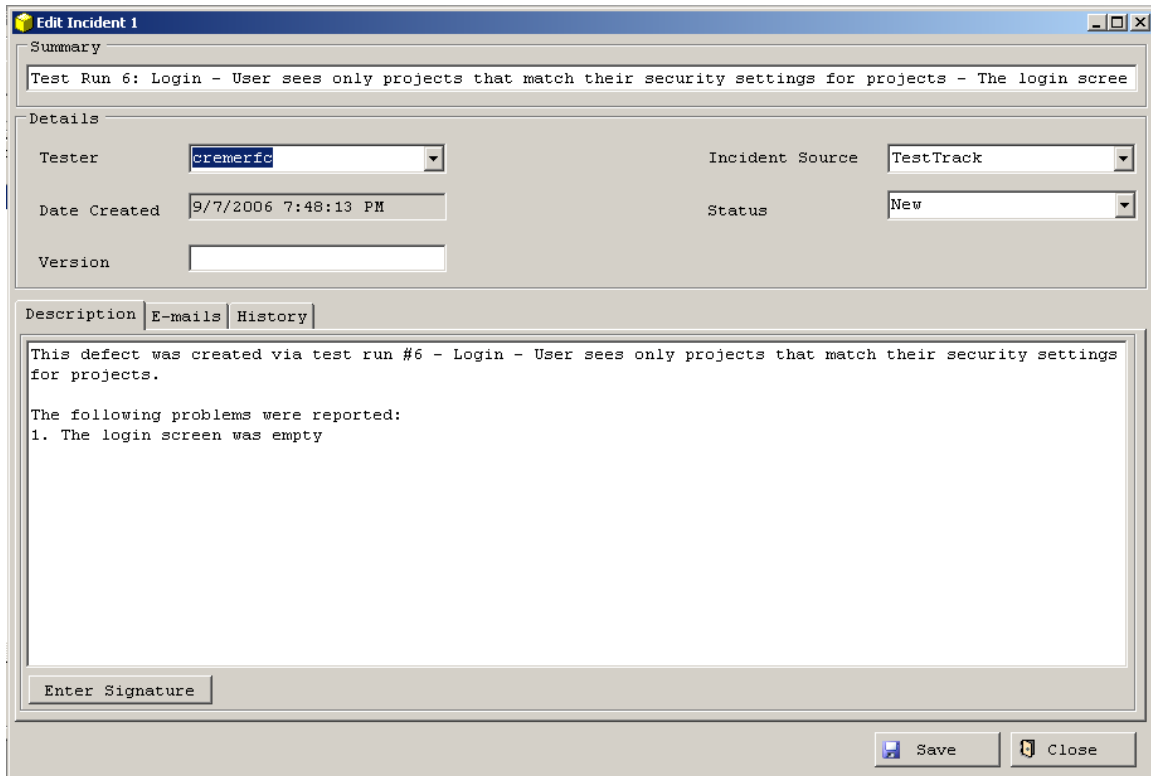 Edit Incident 1
Summary
Test Run 6: Login - User sees only projects that match their security settings for projects - The login scree
Details
Tester
cremerfc
Incident Source
TestTrack
Date Created
9/7/2006 7:48:13 PM
Status
New
Version
Description
E-mails
History
This defect was created via test run #6 - Login - User sees only projects that match their security settings
for projects.
The following problems were reported:
1. The login screen was empty
Enter Signature
Save
Close